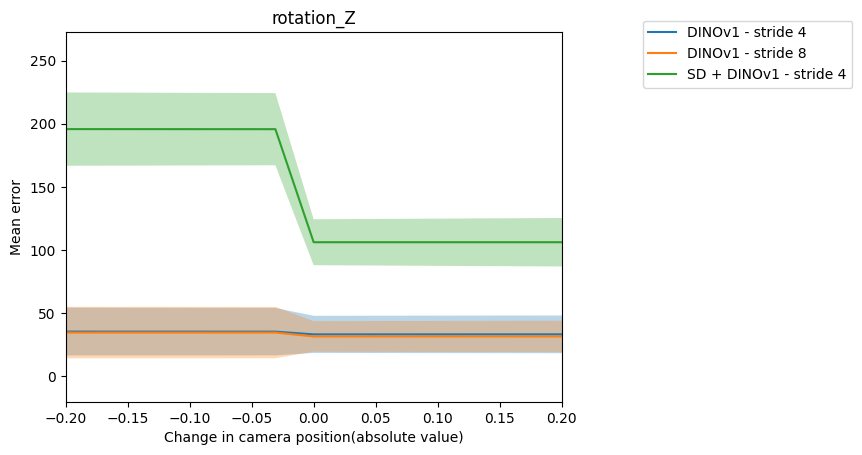 rotation_Z
DINOv1 - stride 4
DINOv1 - stride 8
SD + DINOv1 - stride 4
Mean error
250
200
150
100
50
0
−0.20 −0.15 −0.10 −0.05 0.00 0.05 0.10 0.15 0.20
Change in camera position(absolute value)